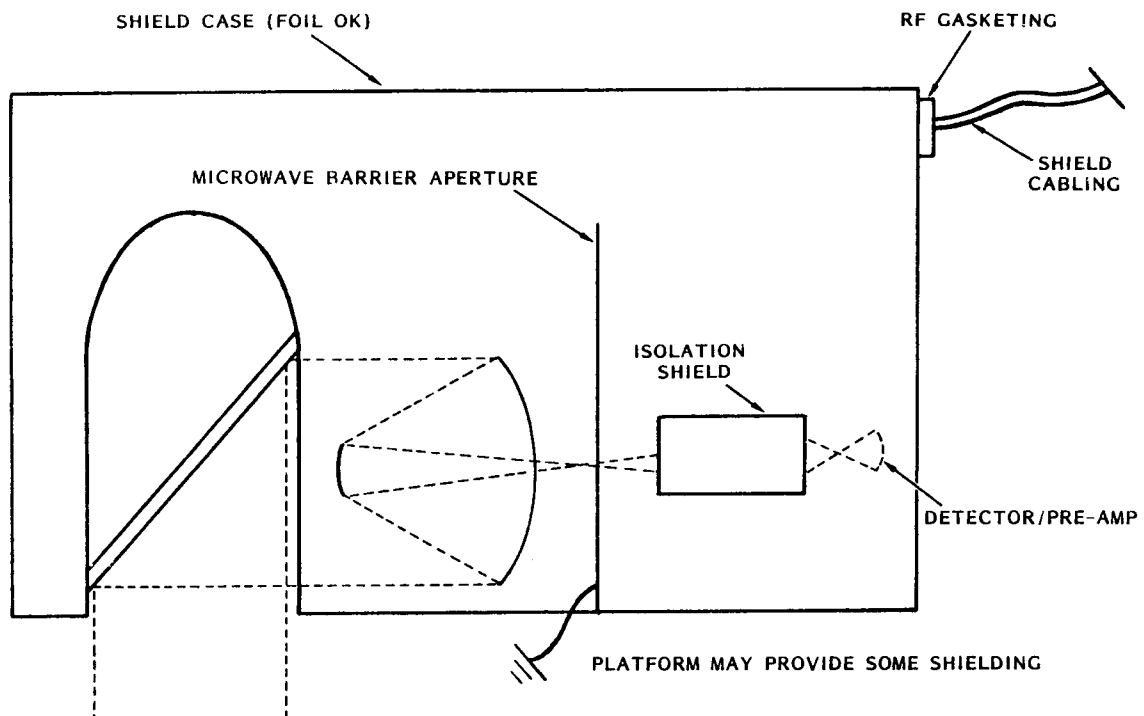 SHIELD CASE (FOIL OK)
RF GASKETING
SHIELD
CABLING
MICROWAVE BARRIER APERTURE
ISOLATION
SHIELD
DETECTOR/PRE-AMP
PLATFORM MAY PROVIDE SOME SHIELDING